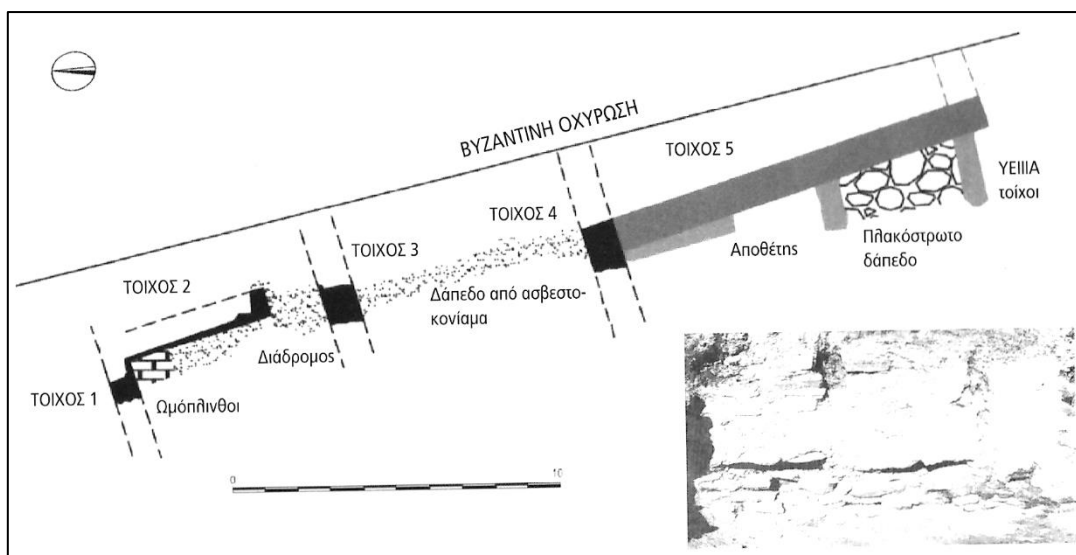 ΒΥΖΑΝΤΙΝΗ ΟΧΥΡΩΣΗ
ΤΟΙΧΟΣ 5
ΥΕΙΙΙΑ
τοίχοι
ΤΟΙΧΟΣ 4
Αποθέτης
Πλακόστρωτο
δάπεδο
ΤΟΙΧΟΣ 3
ΤΟΙΧΟΣ 2
Δάπεδο από ασβεστο-
κονίαμα
Διάδρομος
ΤΟΙΧΟΣ 1
Ωμόπλινθοι
0
10